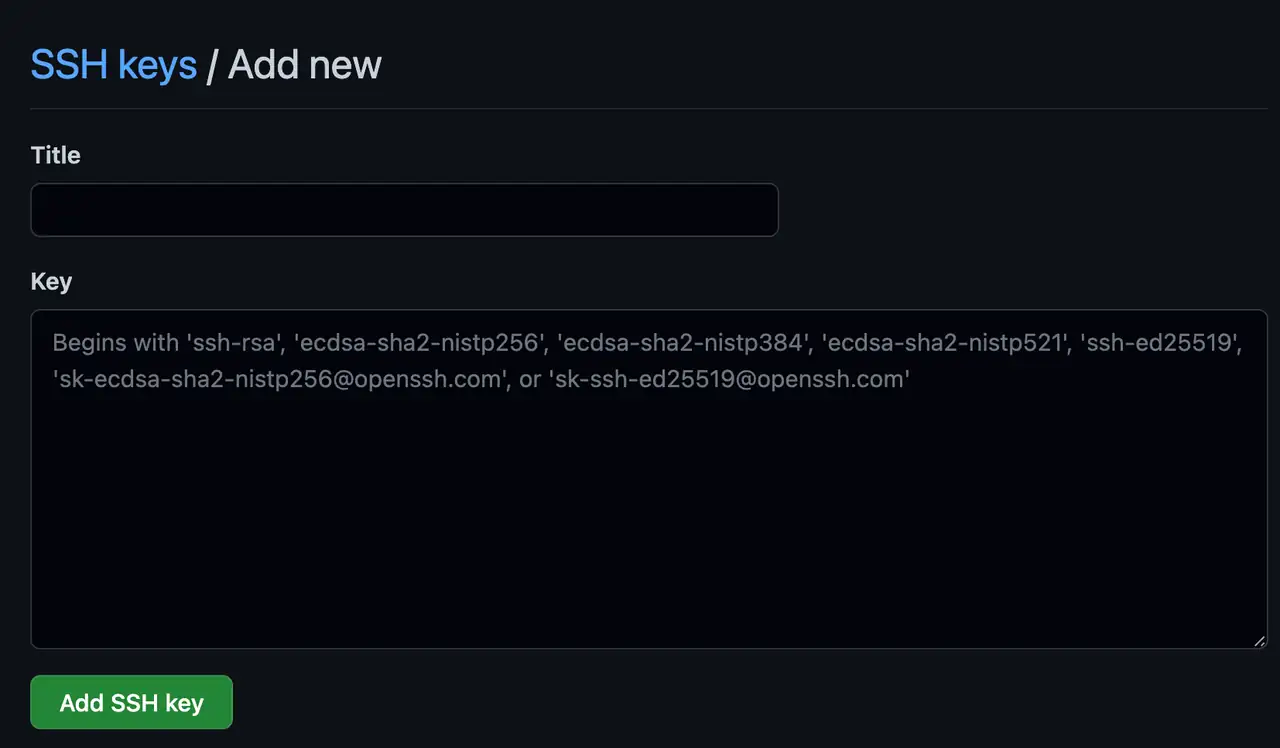 SSH keys / Add new
Title
Key
Begins with 'ssh-rsa', 'ecdsa-sha2-nistp256', 'ecdsa-sha2-nistp384', 'ecdsa-sha2-nistp521', 'ssh-ed25519',
'sk-ecdsa-sha2-nistp256@openssh.com', or 'sk-ssh-ed25519@openssh.com'
Add SSH key